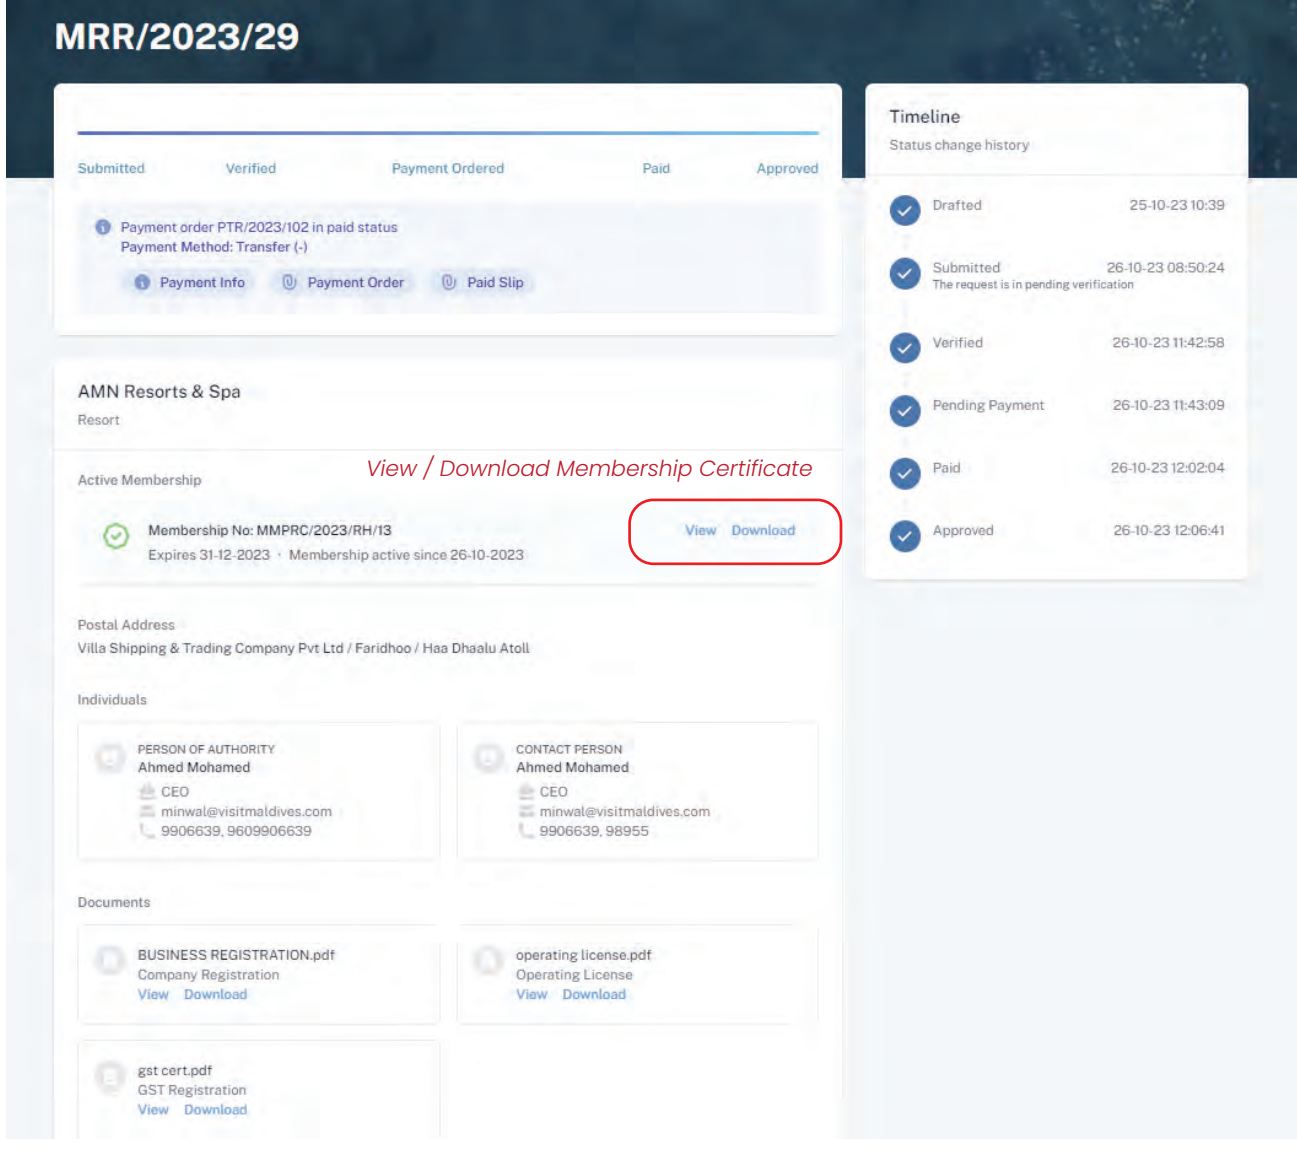 MRR/2023/29
Submitted Verified Payment Ordered Paid Approved
Payment order PTR/2023/102 in paid status
Payment Method: Transfer (-)
Payment Info Payment Order Paid Slip
AMN Resorts & Spa
Resort
View / Download Membership Certificate
Active Membership
Membership No: MMPRC/2023/RH/13
View Download
Expires 31-12-2023 · Membership active since 26-10-2023
Postal Address
Villa Shipping & Trading Company Pvt Ltd / Faridhoo / Haa Dhaalu Atoll
Individuals
PERSON OF AUTHORITY
Ahmed Mohamed
CEO
minwal@visitmaldives.com
9906639, 9609906639
CONTACT PERSON
Ahmed Mohamed
CEO
minwal@visitmaldives.com
9906639, 98955
Documents
BUSINESS REGISTRATION.pdf
Company Registration
View Download
operating license.pdf
Operating License
View Download
gst cert.pdf
GST Registration
View Download
Timeline
Status change history
Drafted 25-10-23 10:39
Submitted 26-10-23 08:50:24
The request is in pending verification
Verified 26-10-23 11:42:58
Pending Payment 26-10-23 11:43:09
Paid 26-10-23 12:02:04
Approved 26-10-23 12:06:41